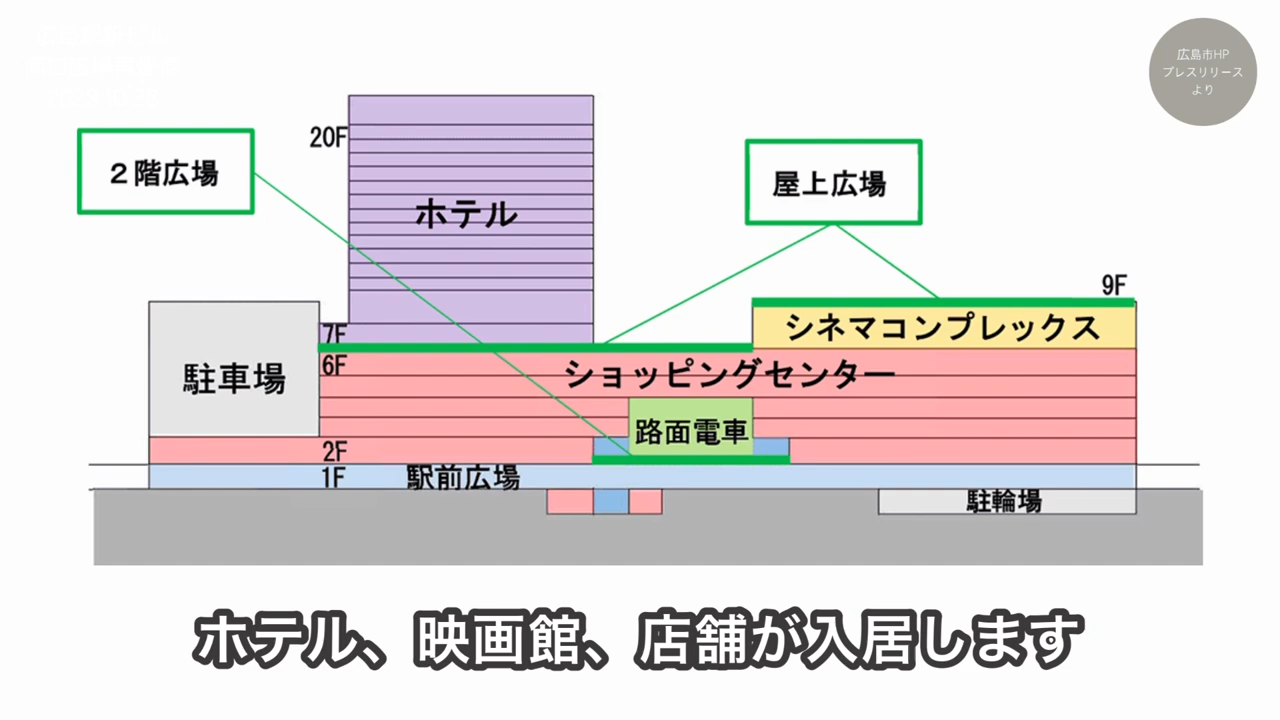 広島市HP
プレスリリース
より
20F
２階広場
屋上広場
ホテル
9F
シネマコンプレックス
7F
6F
ショッピングセンター
駐車場
路面電車
2F
1F
駅前広場
駐輪場
ホテル、映画館、店舗が入居します